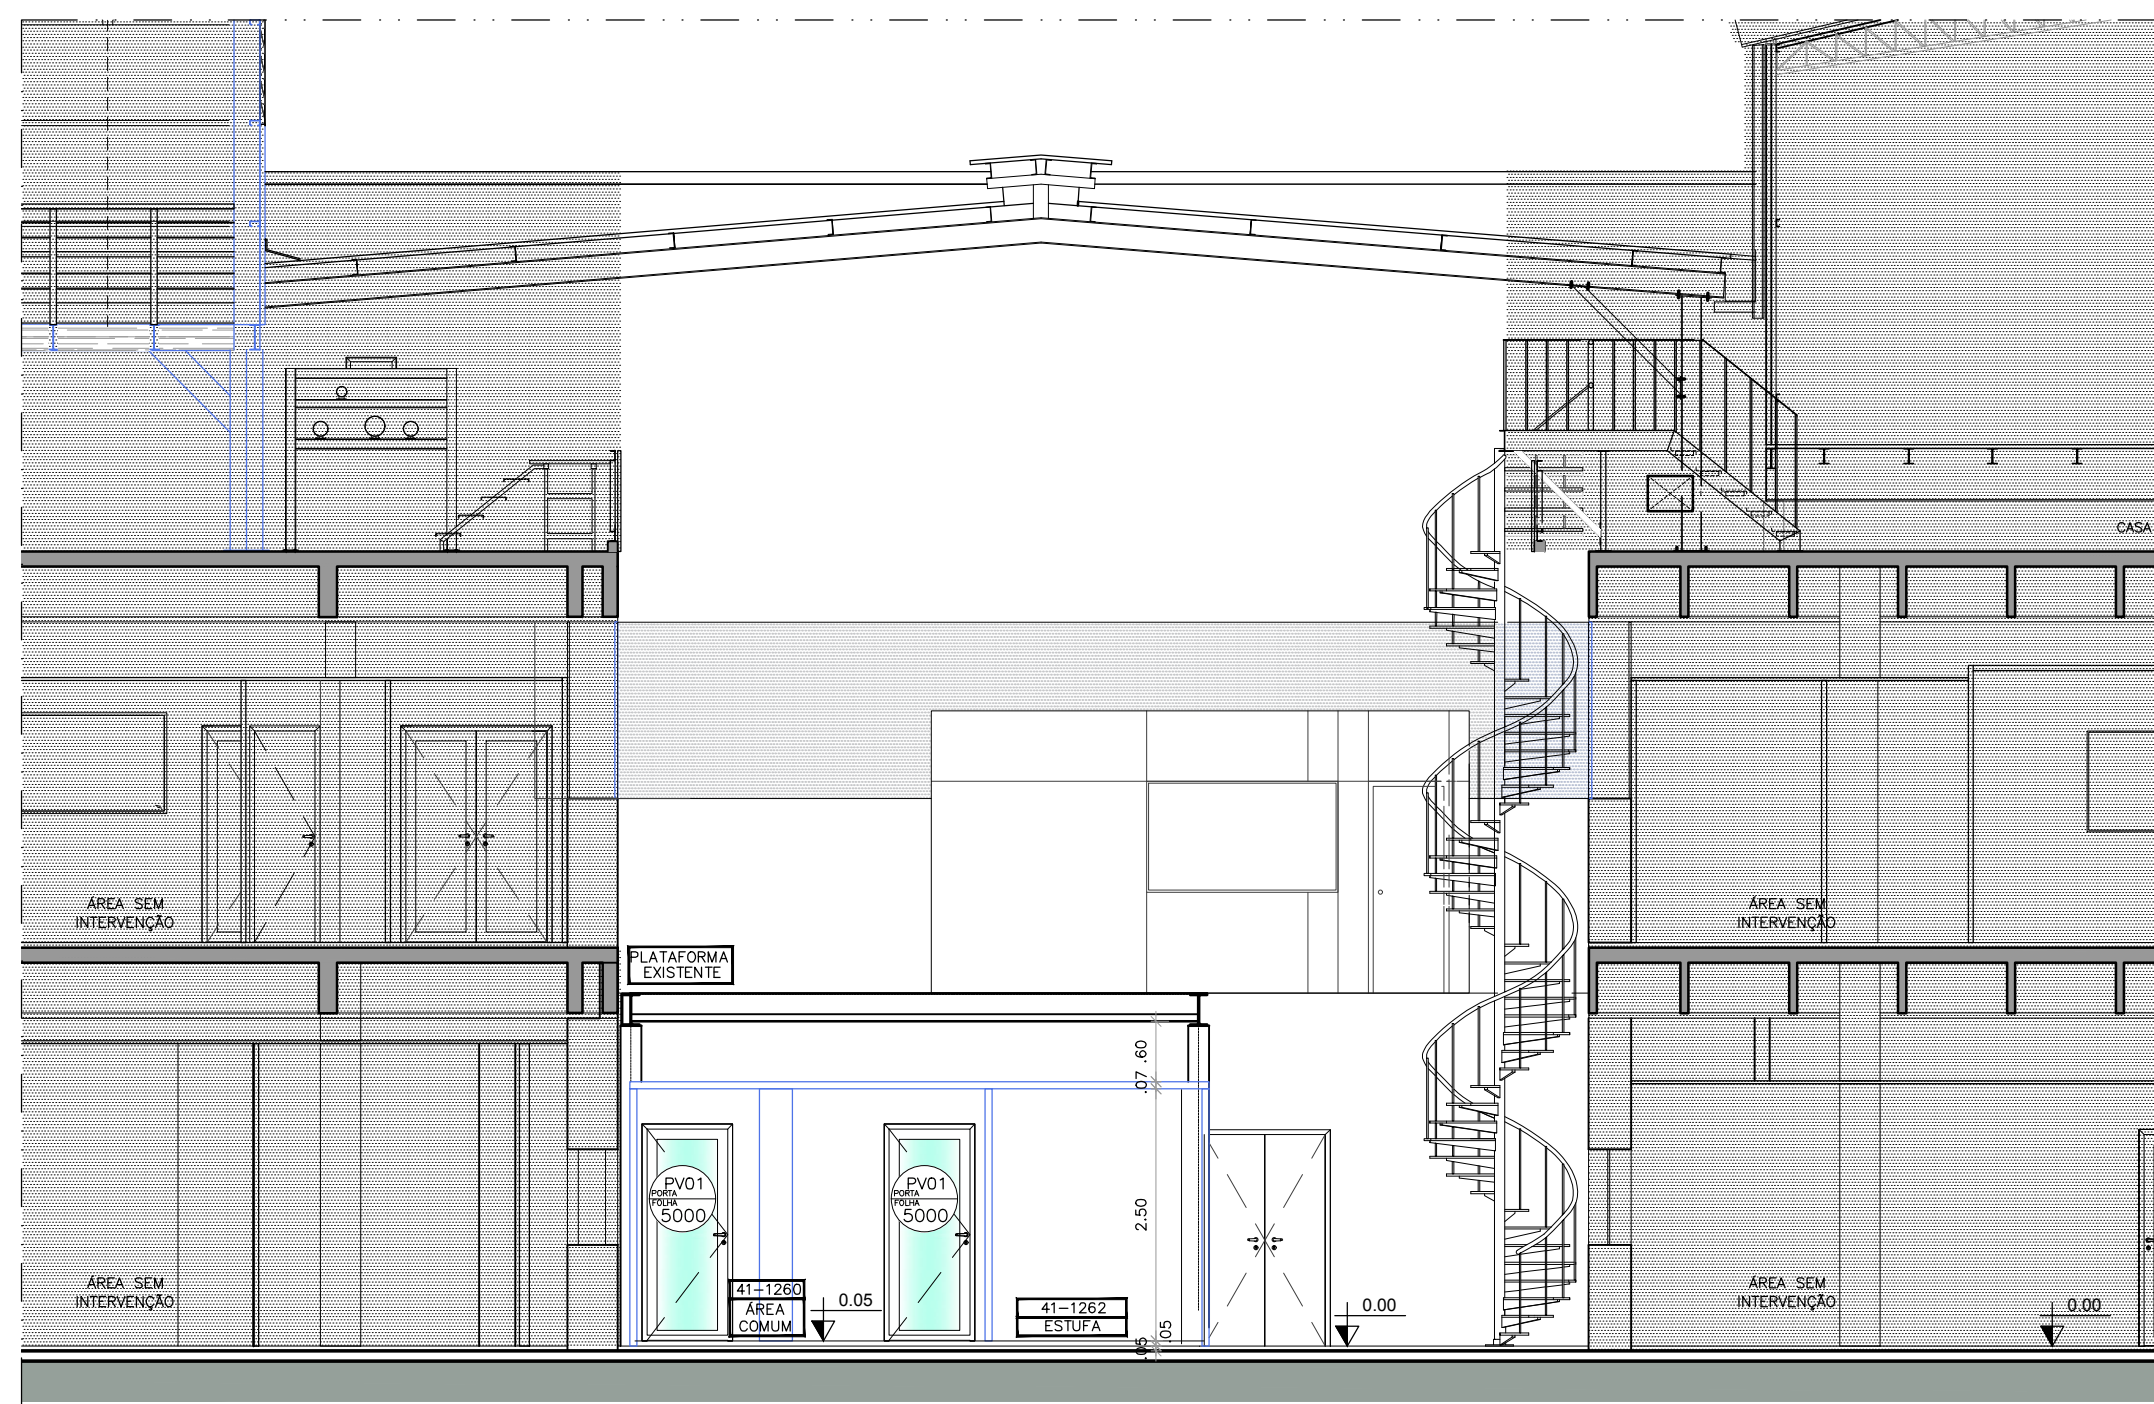 CASA
ÁREA SEM
INTERVENÇÃO
ÁREA SEM
INTERVENÇÃO
PLATAFORMA
EXISTENTE
.60
.07
2.50
.05
.05
PV01
PORTA
FOLHA
5000
PV01
PORTA
FOLHA
5000
41-1260
ÁREA
COMUM
0.05
41-1262
ESTUFA
0.00
ÁREA SEM
INTERVENÇÃO
ÁREA SEM
INTERVENÇÃO
0.00